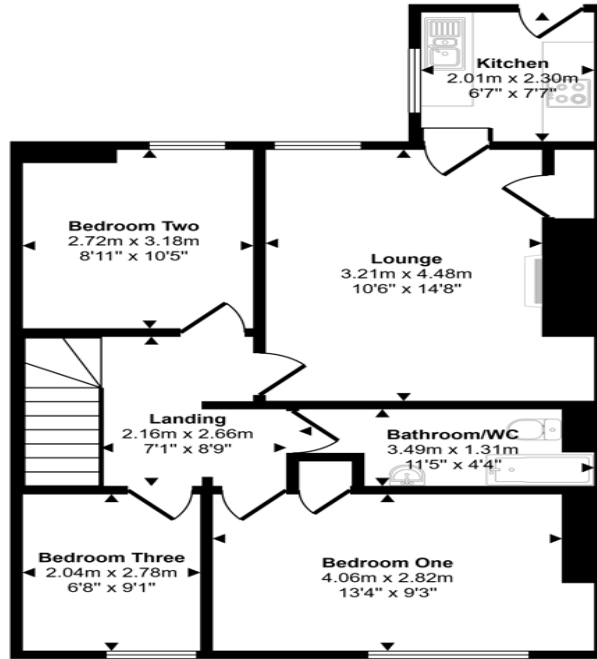 Kitchen
2.01m x 2.30m
6'7" x 7'7"
Bedroom Two
2.72m x 3.18m
8'11" x 10'5"
Lounge
3.21m x 4.48m
10'6" x 14'8"
Landing
2.16m x 2.66m
7'1" x 8'9"
Bathroom/WC
3.49m x 1.31m
11'5" x 4'4"
Bedroom Three
2.04m x 2.78m
6'8" x 9'1"
Bedroom One
4.06m x 2.82m
13'4" x 9'3"